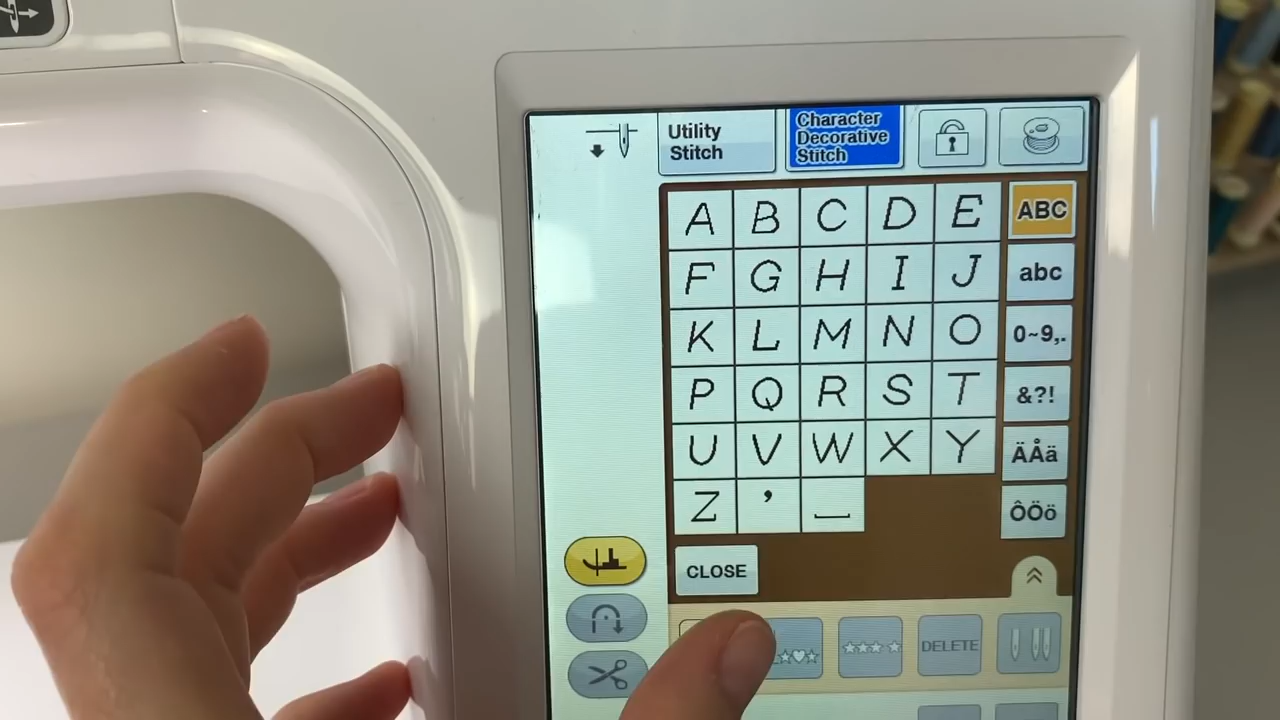 Utility
Stitch
Character
Decorative
Stitch
A B C D E ABC
F G H I J abc
K L M N O 0~9,.
P Q R S T &?!
U V W X Y ÄÅä
Z ’ ⎵ ÔÖö
CLOSE
DELETE